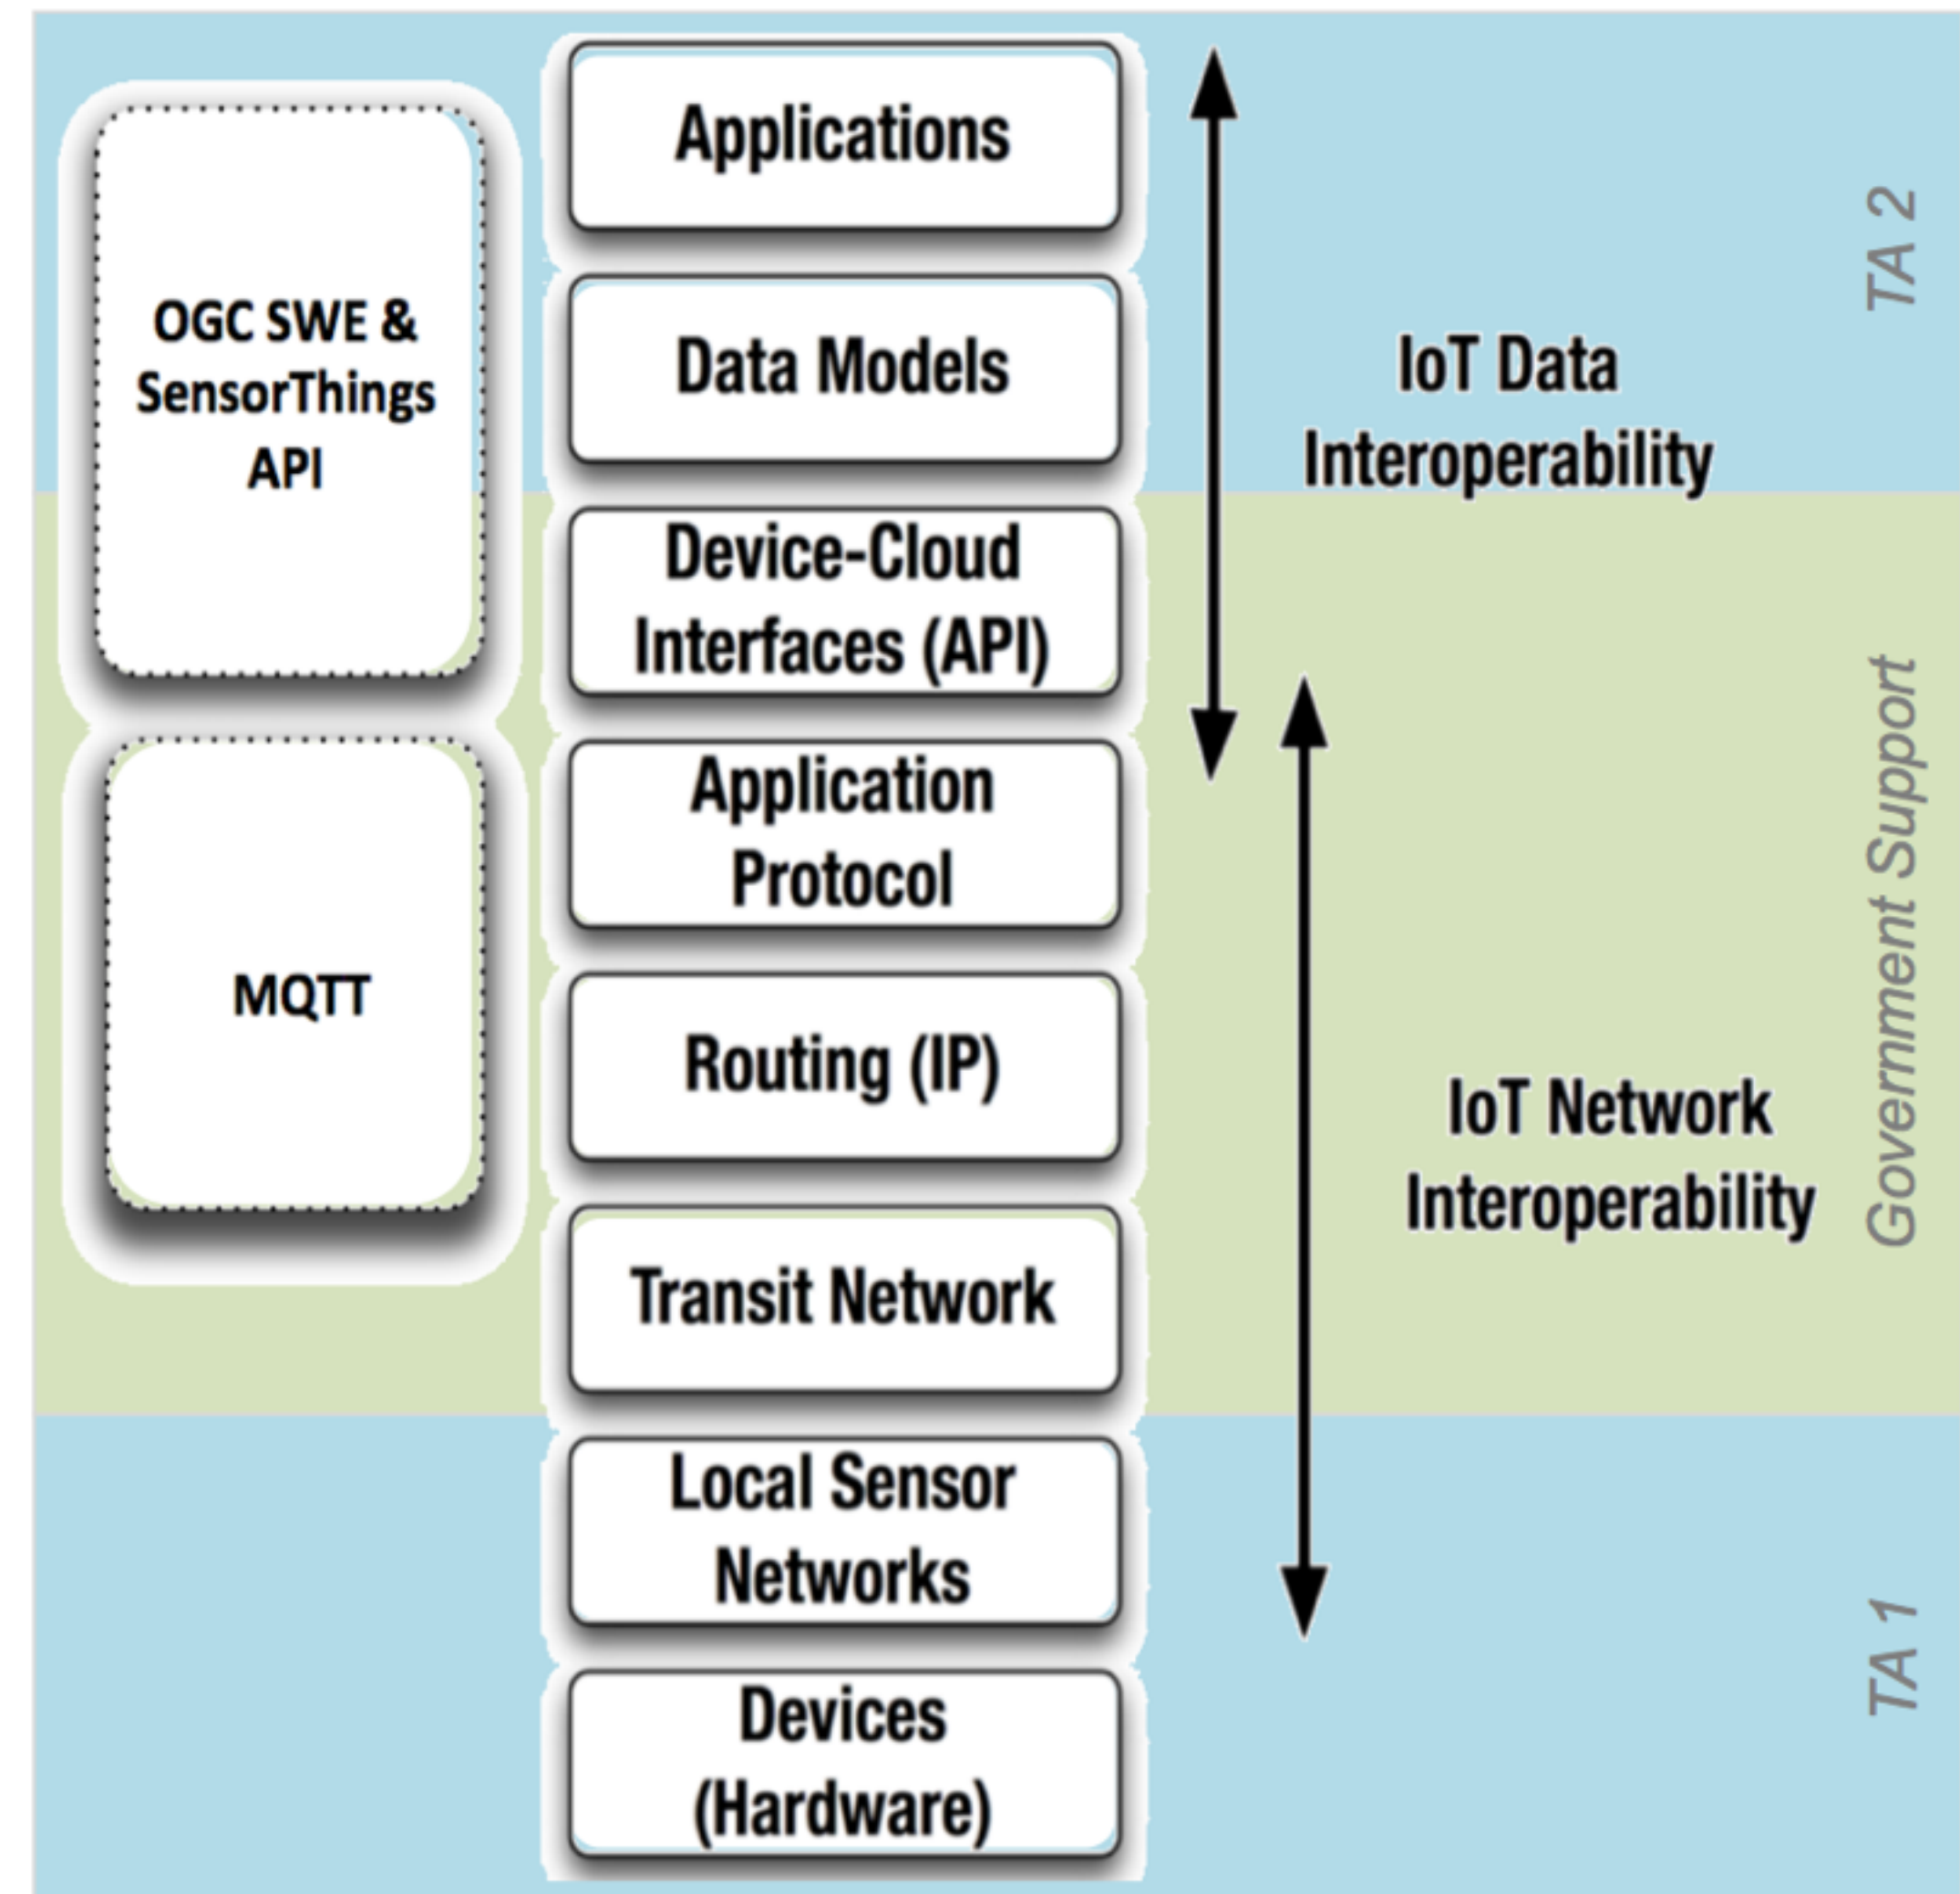 OGC SWE &
SensorThings
API
MQTT
Applications
Data Models
Device-Cloud
Interfaces (API)
Application
Protocol
Routing (IP)
Transit Network
Local Sensor
Networks
Devices
(Hardware)
IoT Data
Interoperability
IoT Network
Interoperability
TA 2
Government Support
TA 1